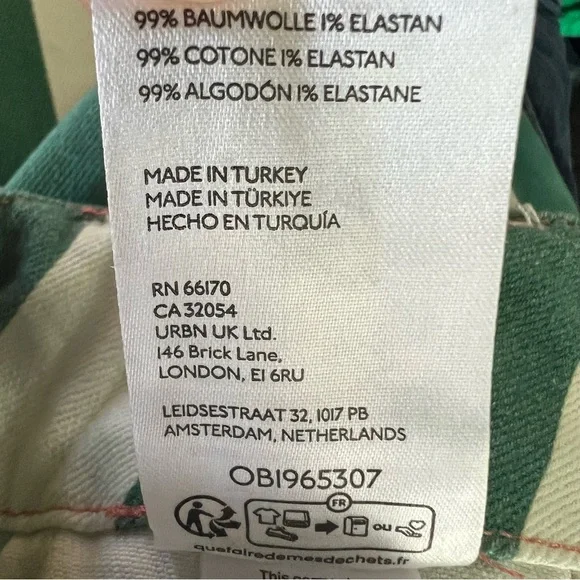 99% BAUMWOLLE 1% ELASTAN
99% COTONE 1% ELASTAN
99% ALGODÓN 1% ELASTANE
MADE IN TURKEY
MADE IN TÜRKIYE
HECHO EN TURQUÍA
RN 66170
CA 32054
URBN UK Ltd.
146 Brick Lane,
LONDON, E1 6RU
LEIDSESTRAAT 32, 1017 PB
AMSTERDAM, NETHERLANDS
OB1965307
FR
OU
quefairedemesdechets.fr
This